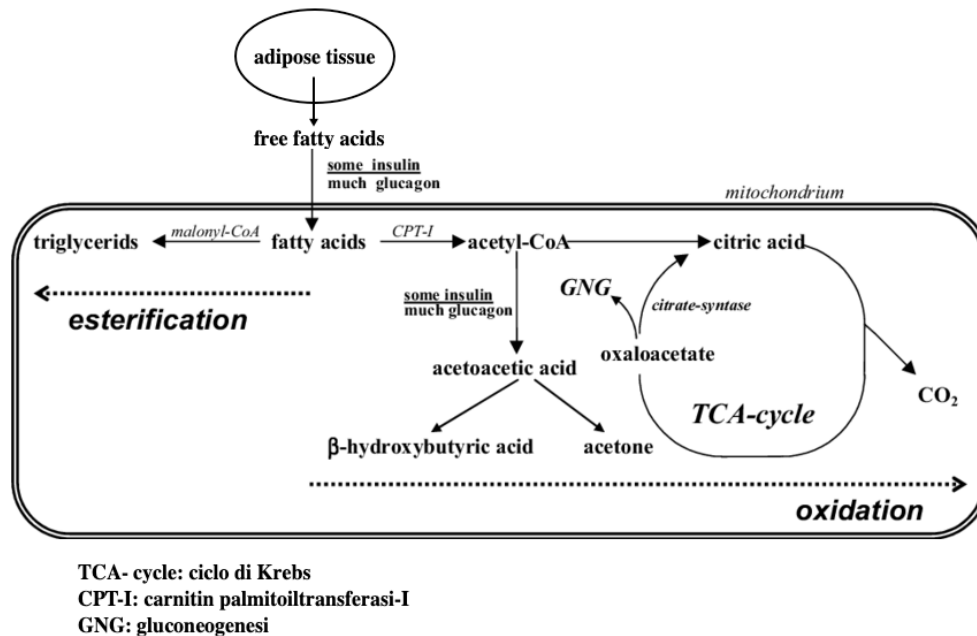 adipose tissue
free fatty acids
some insulin
much glucagon
mitochondrium
triglycerids
malonyl-CoA
fatty acids
CPT-I
acetyl-CoA
citric acid
some insulin
much glucagon
GNG
citrate-syntase
esterification
oxaloacetate
acetoacetic acid
CO₂
TCA-cycle
β-hydroxybutyric acid
acetone
oxidation
TCA- cycle: ciclo di Krebs
CPT-I: carnitin palmitoiltransferasi-I
GNG: gluconeogenesi